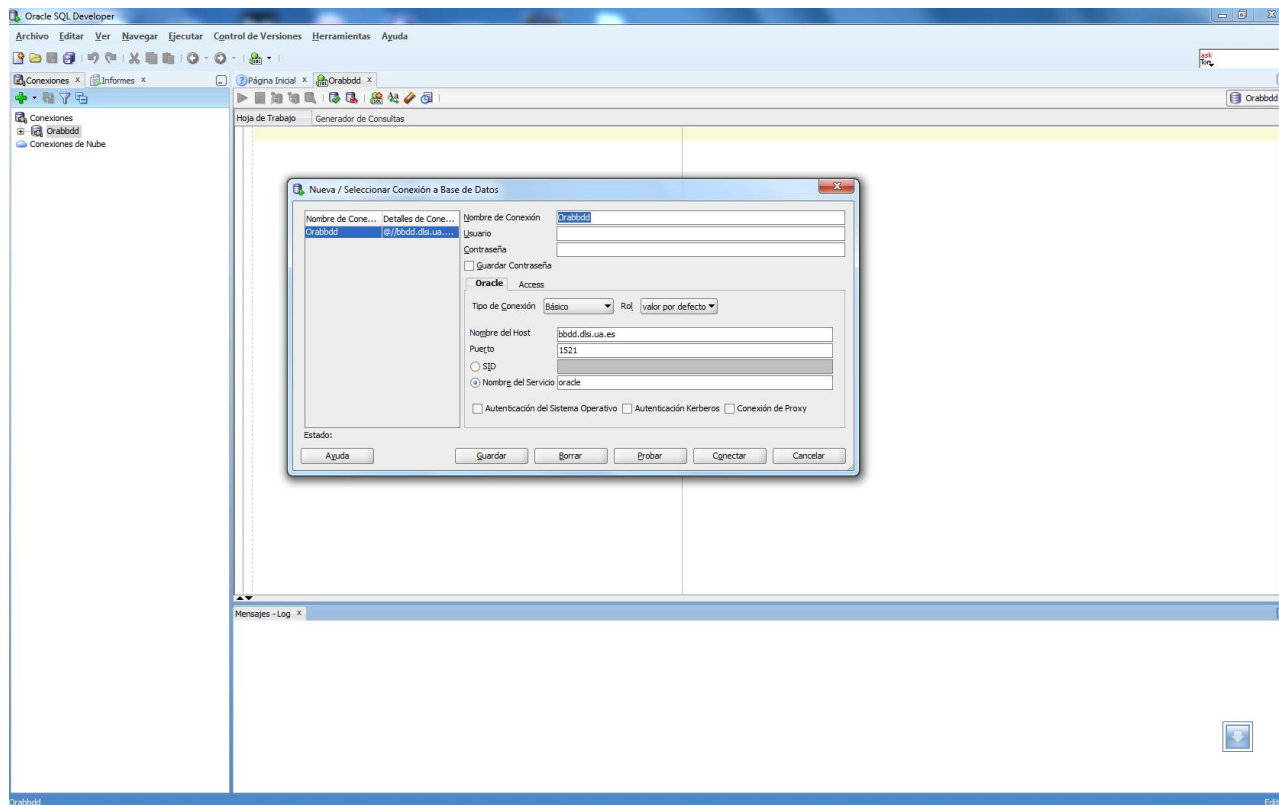 Oracle SQL Developer
Archivo Editar Ver Navegar Ejecutar Control de Versiones Herramientas Ayuda
ask
Tom
Conexiones x Informes x
Página Inicial x Orabbdd x
Orabbdd
Hoja de Trabajo Generador de Consultas
Conexiones
Orabbdd
Conexiones de Nube
Nueva / Seleccionar Conexión a Base de Datos
Nombre de Cone... Detalles de Cone...
Orabbdd @//bbdd.dlsi.ua....
Nombre de Conexión Orabbdd
Usuario
Contraseña
Guardar Contraseña
Oracle Access
Tipo de Conexión Básico Rol valor por defecto
Nombre del Host bbdd.dlsi.ua.es
Puerto 1521
SID
Nombre del Servicio oracle
Autenticación del Sistema Operativo Autenticación Kerberos Conexión de Proxy
Estado:
Ayuda Guardar Borrar Probar Conectar Cancelar
Mensajes - Log x
Orabbdd